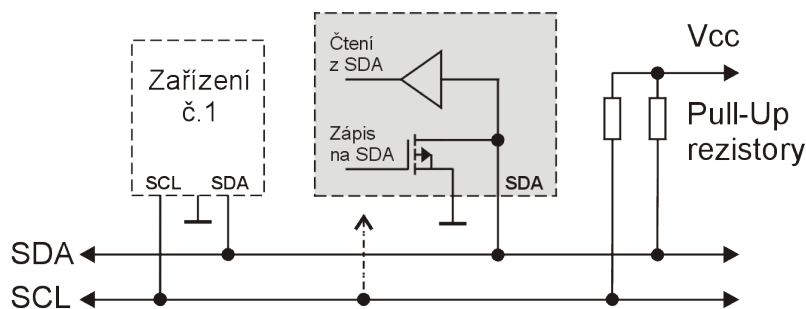 Zařízení
č.1
SCL
SDA
Čtení
z SDA
Zápis
na SDA
SDA
Vcc
Pull-Up
rezistory
SDA
SCL